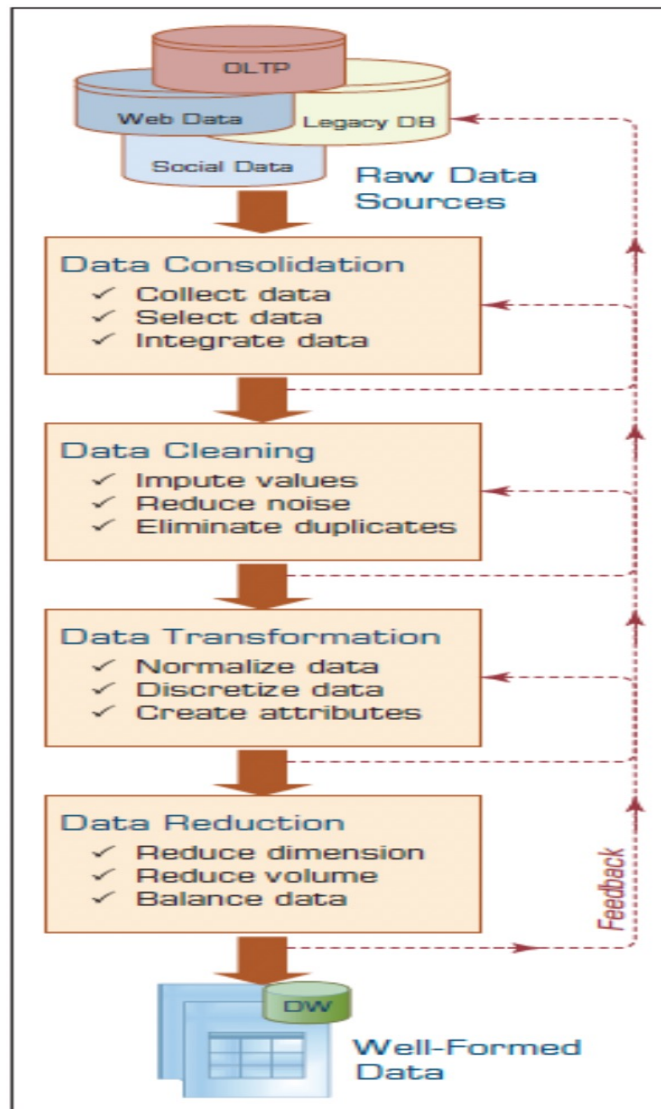 OLTP
Web Data
Legacy DB
Social Data
Raw Data
Sources
Data Consolidation
✓ Collect data
✓ Select data
✓ Integrate data
Data Cleaning
✓ Impute values
✓ Reduce noise
✓ Eliminate duplicates
Data Transformation
✓ Normalize data
✓ Discretize data
✓ Create attributes
Data Reduction
✓ Reduce dimension
✓ Reduce volume
✓ Balance data
Feedback
DW
Well-Formed
Data